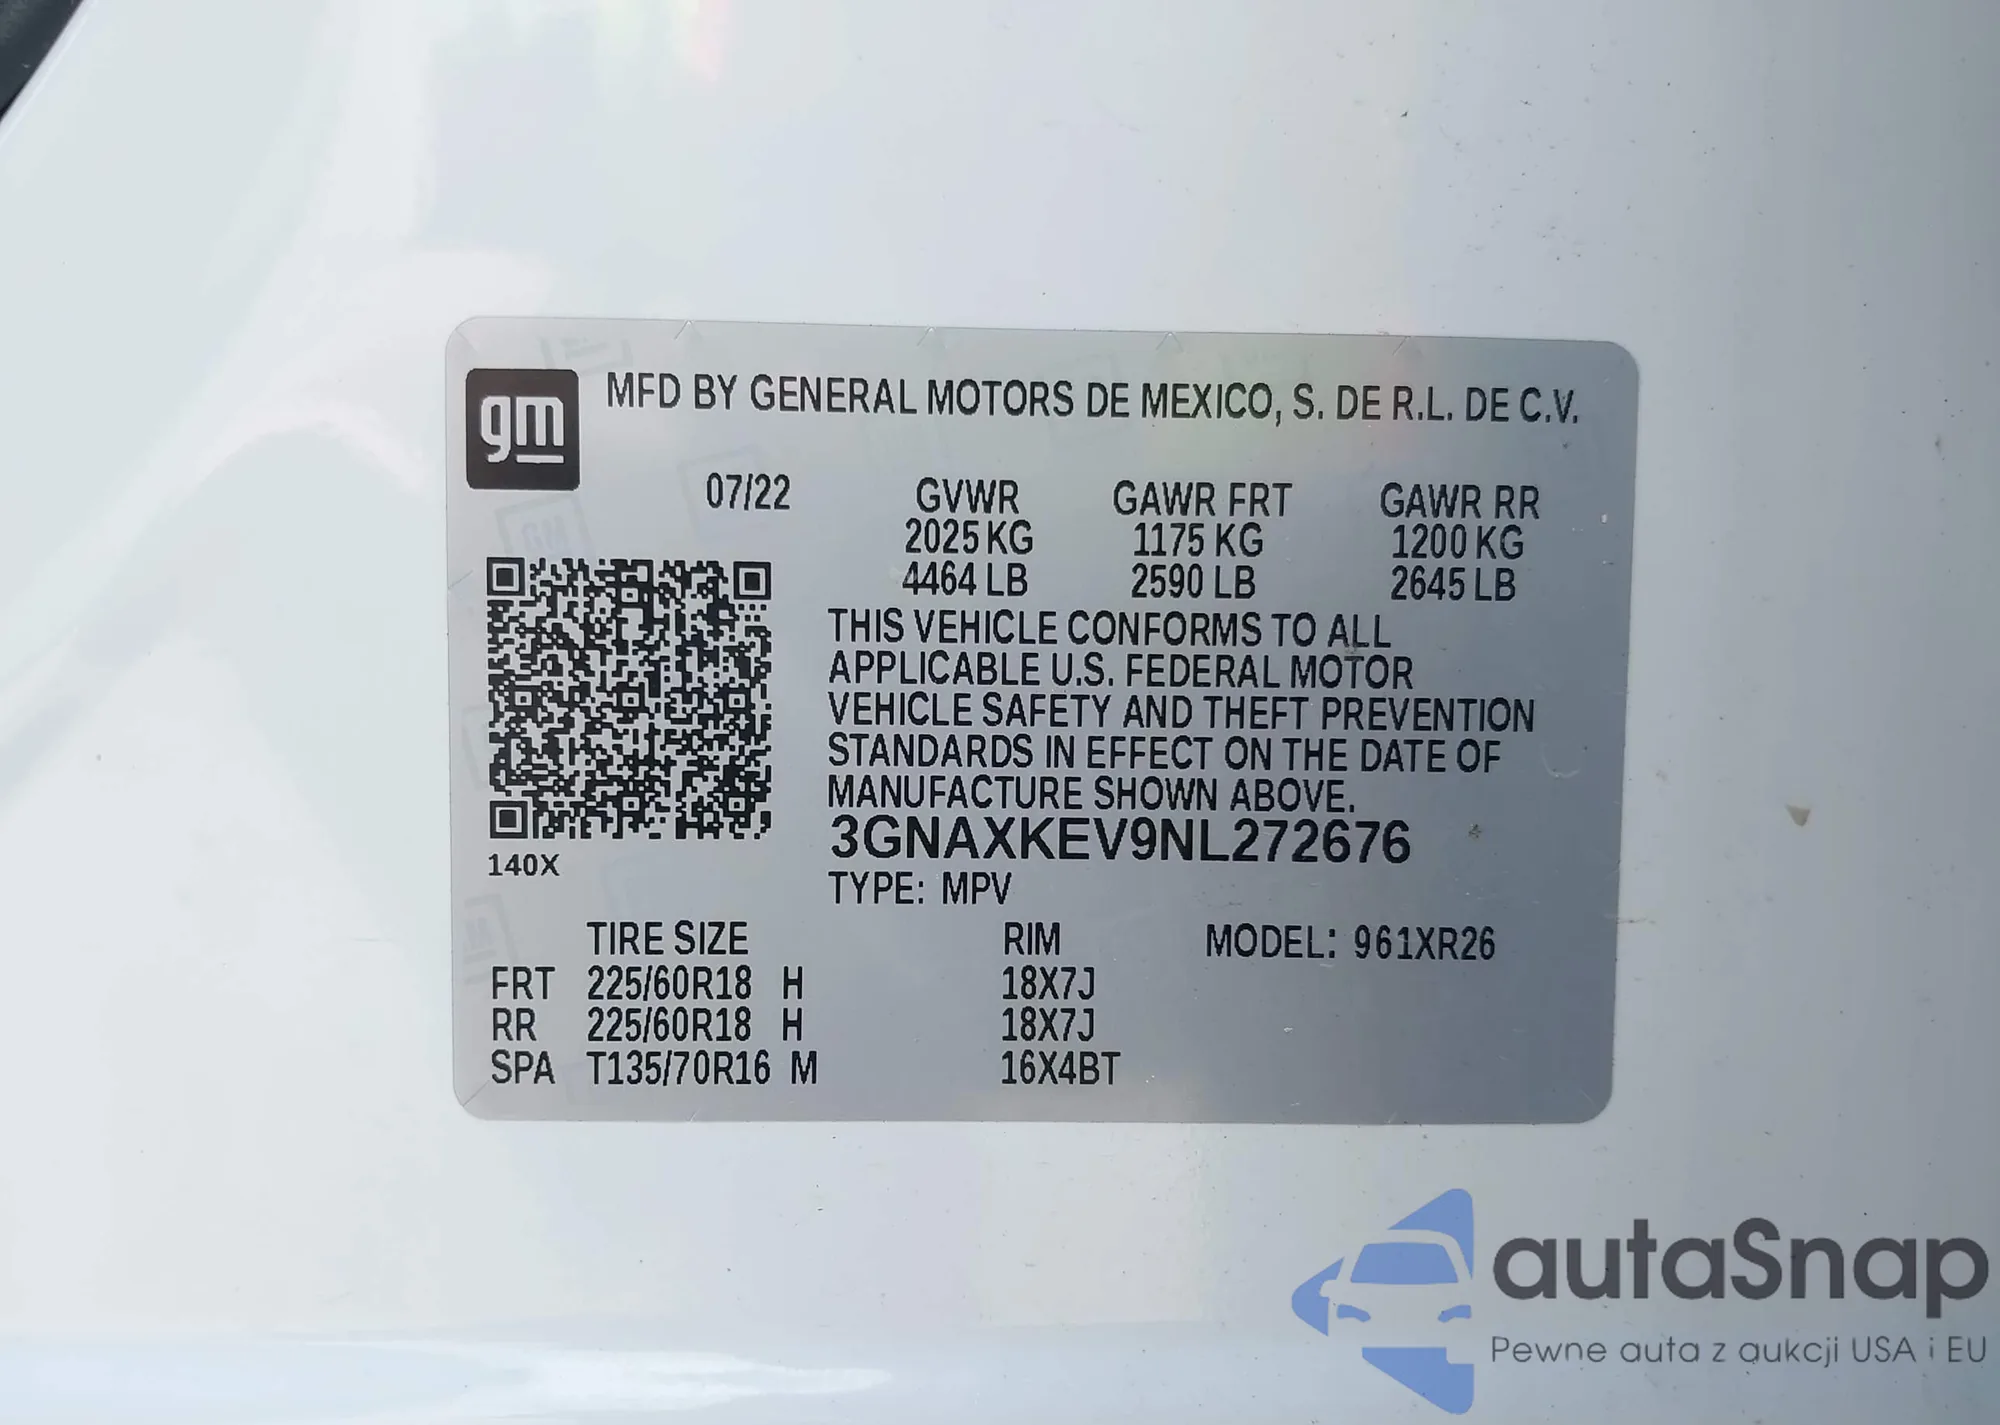 gm
MFD BY GENERAL MOTORS DE MEXICO, S. DE R.L. DE C.V.
07/22 GVWR GAWR FRT GAWR RR
2025 KG 1175 KG 1200 KG
4464 LB 2590 LB 2645 LB
THIS VEHICLE CONFORMS TO ALL
APPLICABLE U.S. FEDERAL MOTOR
VEHICLE SAFETY AND THEFT PREVENTION
STANDARDS IN EFFECT ON THE DATE OF
MANUFACTURE SHOWN ABOVE.
3GNAXKEV9NL272676
140X
TYPE: MPV
TIRE SIZE RIM MODEL: 961XR26
FRT 225/60R18 H 18X7J
RR 225/60R18 H 18X7J
SPA T135/70R16 M 16X4BT
autaSnap
Pewne auta z aukcji USA i EU